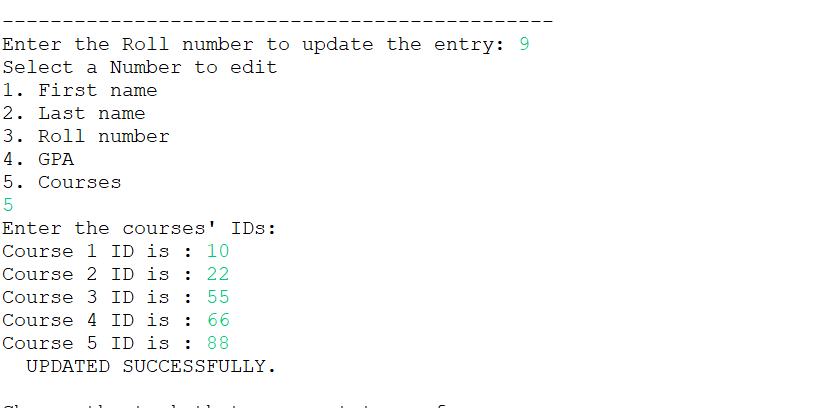 ----------------------------------------------
Enter the Roll number to update the entry: 9
Select a Number to edit
1. First name
2. Last name
3. Roll number
4. GPA
5. Courses
5
Enter the courses' IDs:
Course 1 ID is : 10
Course 2 ID is : 22
Course 3 ID is : 55
Course 4 ID is : 66
Course 5 ID is : 88
  UPDATED SUCCESSFULLY.